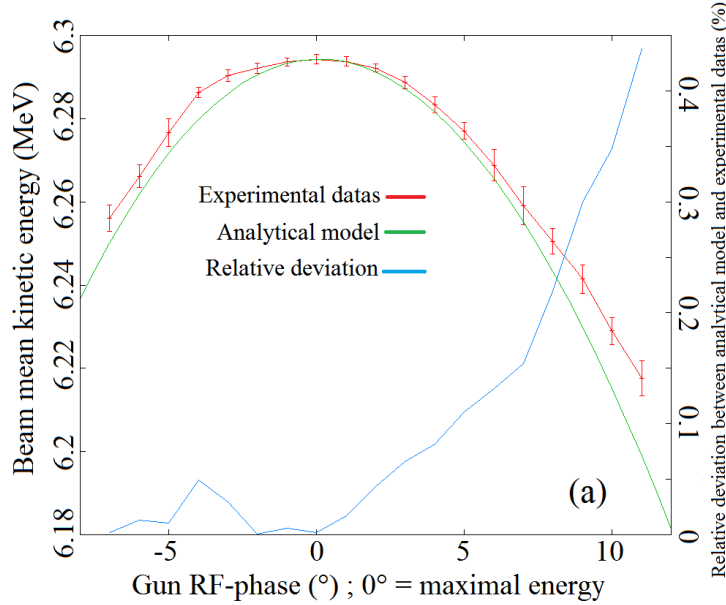 Beam mean kinetic energy (MeV)
6.3
6.28
6.26
6.24
6.22
6.2
6.18
Experimental datas
Analytical model
Relative deviation
(a)
-5
0
5
10
Gun RF-phase (°) ; 0° = maximal energy
0.4
0.3
0.2
0.1
0
Relative deviation between analytical model and experimental datas (%)